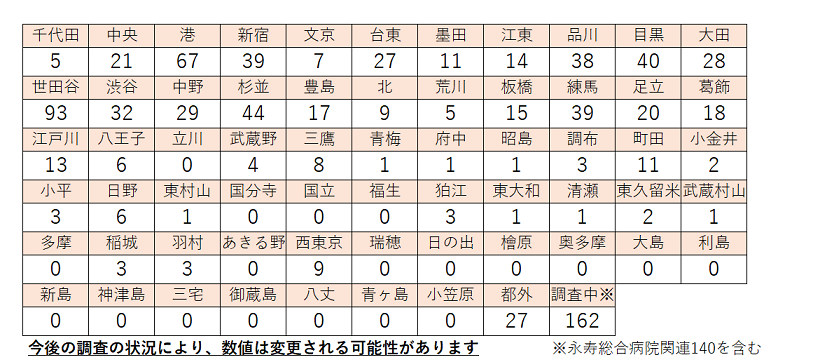 千代田 中央 港 新宿 文京 台東 墨田 江東 品川 目黒 大田
5 21 67 39 7 27 11 14 38 40 28
世田谷 渋谷 中野 杉並 豊島 北 荒川 板橋 練馬 足立 葛飾
93 32 29 44 17 9 5 15 39 20 18
江戸川 八王子 立川 武蔵野 三鷹 青梅 府中 昭島 調布 町田 小金井
13 6 0 4 8 1 1 1 3 11 2
小平 日野 東村山 国分寺 国立 福生 狛江 東大和 清瀬 東久留米 武蔵村山
3 6 1 0 0 0 3 1 1 2 1
多摩 稲城 羽村 あきる野 西東京 瑞穂 日の出 檜原 奥多摩 大島 利島
0 3 3 0 9 0 0 0 0 0 0
新島 神津島 三宅 御蔵島 八丈 青ヶ島 小笠原 都外 調査中※
0 0 0 0 0 0 0 27 162
今後の調査の状況により、数値は変更される可能性があります ※永寿総合病院関連140を含む